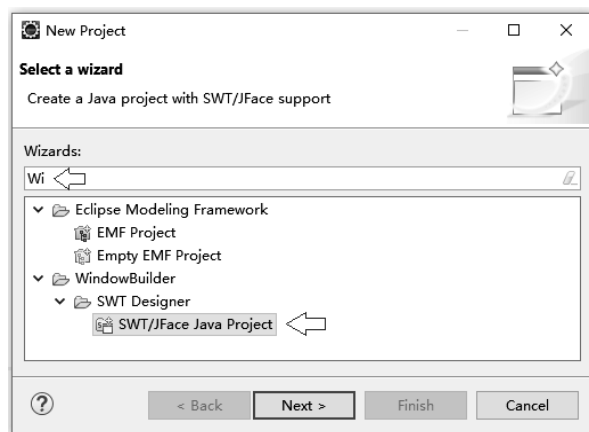 New Project
Select a wizard
Create a Java project with SWT/JFace support
Wizards:
Wi
Eclipse Modeling Framework
EMF Project
Empty EMF Project
WindowBuilder
SWT Designer
SWT/JFace Java Project
? < Back Next > Finish Cancel